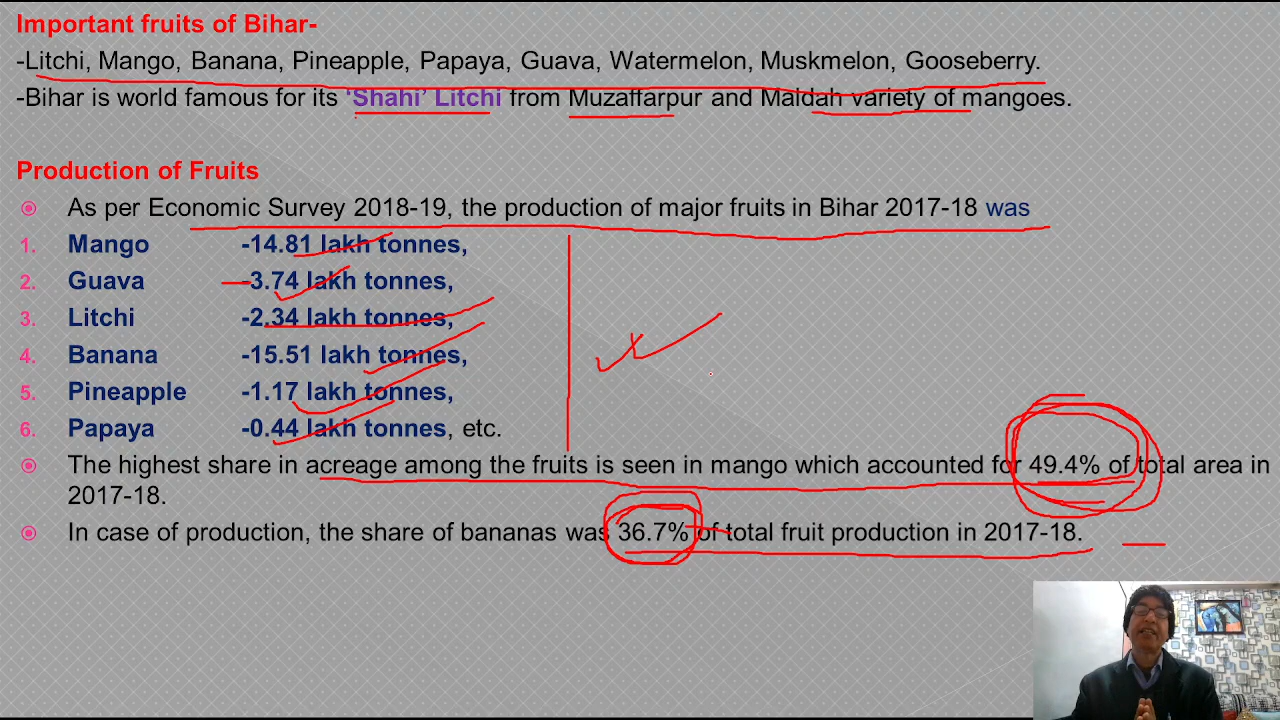 Important fruits of Bihar-
-Litchi, Mango, Banana, Pineapple, Papaya, Guava, Watermelon, Muskmelon, Gooseberry.
-Bihar is world famous for its ‘Shahi’ Litchi from Muzaffarpur and Maldah variety of mangoes.
Production of Fruits
As per Economic Survey 2018-19, the production of major fruits in Bihar 2017-18 was
1. Mango -14.81 lakh tonnes,
2. Guava -3.74 lakh tonnes,
3. Litchi -2.34 lakh tonnes,
4. Banana -15.51 lakh tonnes,
5. Pineapple -1.17 lakh tonnes,
6. Papaya -0.44 lakh tonnes, etc.
The highest share in acreage among the fruits is seen in mango which accounted for 49.4% of total area in
2017-18.
In case of production, the share of bananas was 36.7% of total fruit production in 2017-18.